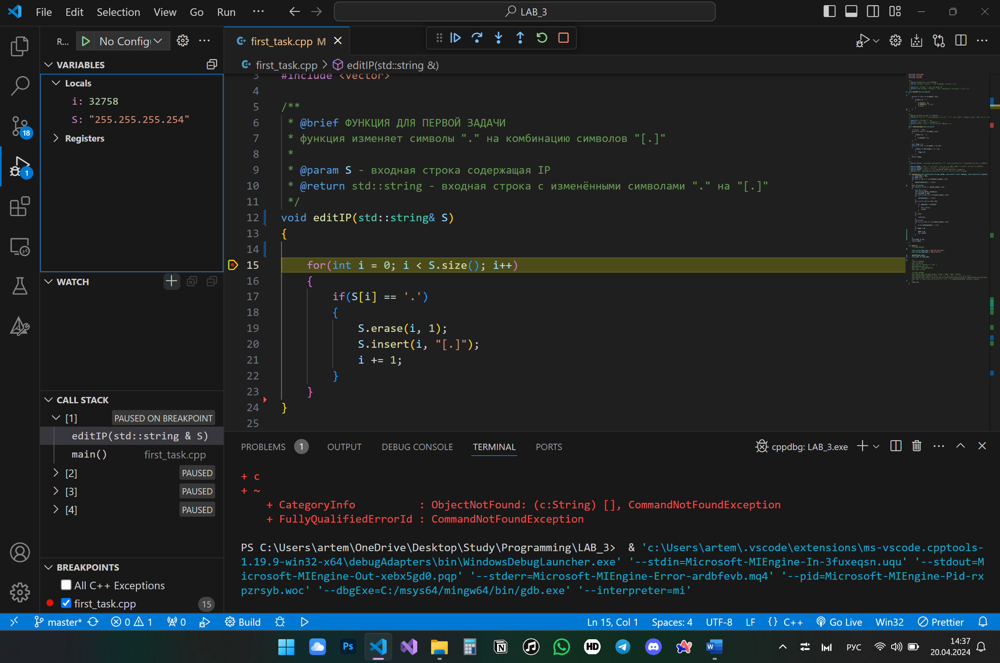 File Edit Selection View Go Run ··· LAB_3
R... No Config
first_task.cpp M
VARIABLES
first_task.cpp > editIP(std::string &)
Locals
i: 32758
S: "255.255.255.254"
Registers
WATCH
CALL STACK
[1] PAUSED ON BREAKPOINT
editIP(std::string & S)
main() first_task.cpp
[2] PAUSED
[3] PAUSED
[4] PAUSED
BREAKPOINTS
All C++ Exceptions
first_task.cpp 15
18
1
3 #include <vector>
4
5 /**
6 * @brief ФУНКЦИЯ ДЛЯ ПЕРВОЙ ЗАДАЧИ
7 * функция изменяет символы "." на комбинацию символов "[.]"
8 *
9 * @param S - входная строка содержащая IP
10 * @return std::string - входная строка с изменёнными символами "." на "[.]"
11 */
12 void editIP(std::string& S)
13 {
14
15 for(int i = 0; i < S.size(); i++)
16 {
17 if(S[i] == '.')
18 {
19 S.erase(i, 1);
20 S.insert(i, "[.]");
21 i += 1;
22 }
23 }
24 }
25
PROBLEMS 1 OUTPUT DEBUG CONSOLE TERMINAL PORTS cppdbg: LAB_3.exe
+ c
+ ~
+ CategoryInfo : ObjectNotFound: (c:String) [], CommandNotFoundException
+ FullyQualifiedErrorId : CommandNotFoundException
PS C:\Users\artem\OneDrive\Desktop\Study\Programming\LAB_3> & 'c:\Users\artem\.vscode\extensions\ms-vscode.cpptools-
1.19.9-win32-x64\debugAdapters\bin\WindowsDebugLauncher.exe' '--stdin=Microsoft-MIEngine-In-3fuxeqsn.uqu' '--stdout=M
icrosoft-MIEngine-Out-xebx5gd0.pqp' '--stderr=Microsoft-MIEngine-Error-ardbfevb.mq4' '--pid=Microsoft-MIEngine-Pid-rx
pzrsyb.woc' '--dbgExe=C:/msys64/mingw64/bin/gdb.exe' '--interpreter=mi'
master* 0 1 0 Build Ln 15, Col 1 Spaces: 4 UTF-8 LF {} C++ Go Live Win32 Prettier
Ps N HD W РУС 14:37
20.04.2024